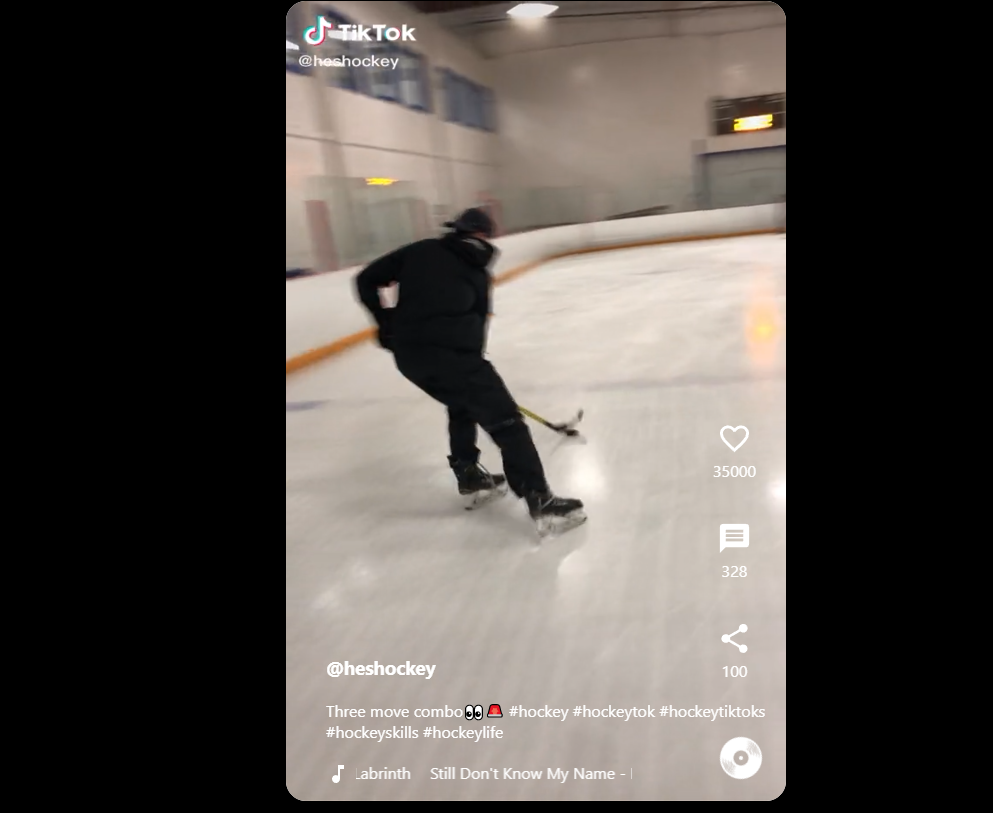 TikTok
@heshockey
35000
328
100
@heshockey
Three move combo👀🚨 #hockey #hockeytok #hockeytiktoks
#hockeyskills #hockeylife
Labrinth Still Don't Know My Name -